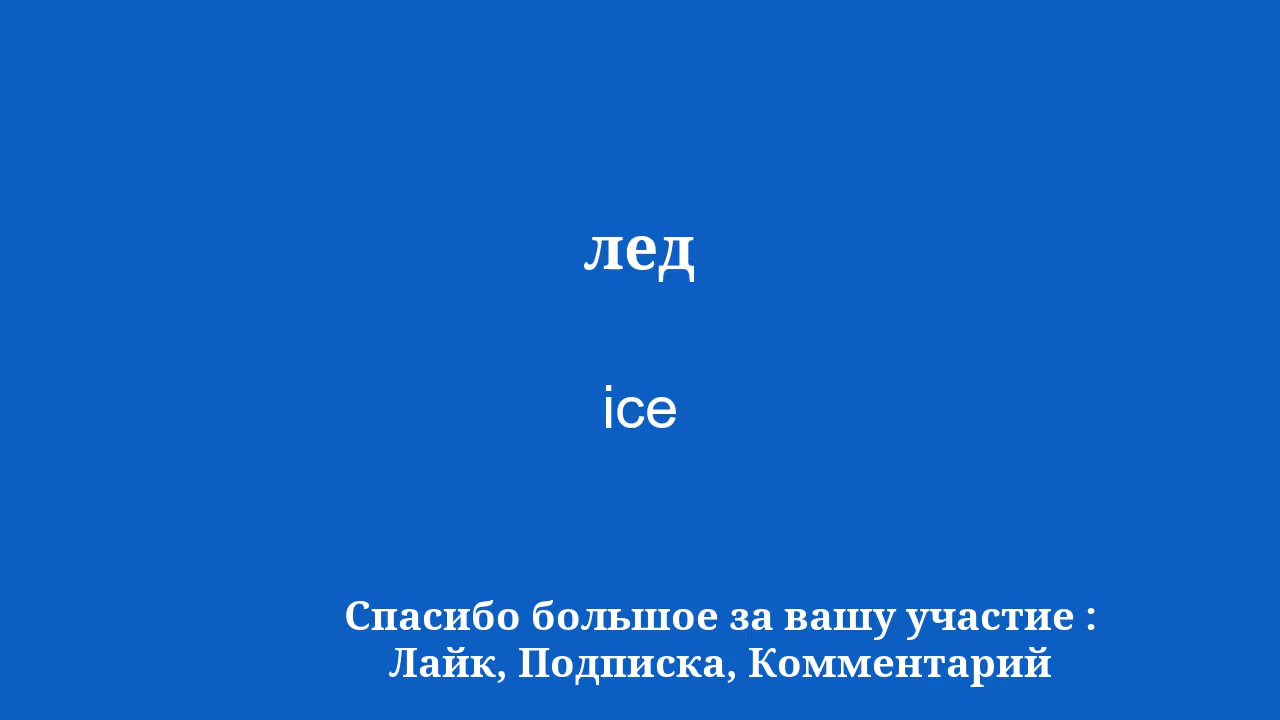 лед
ice
Спасибо большое за вашу участие :
Лайк, Подписка, Комментарий